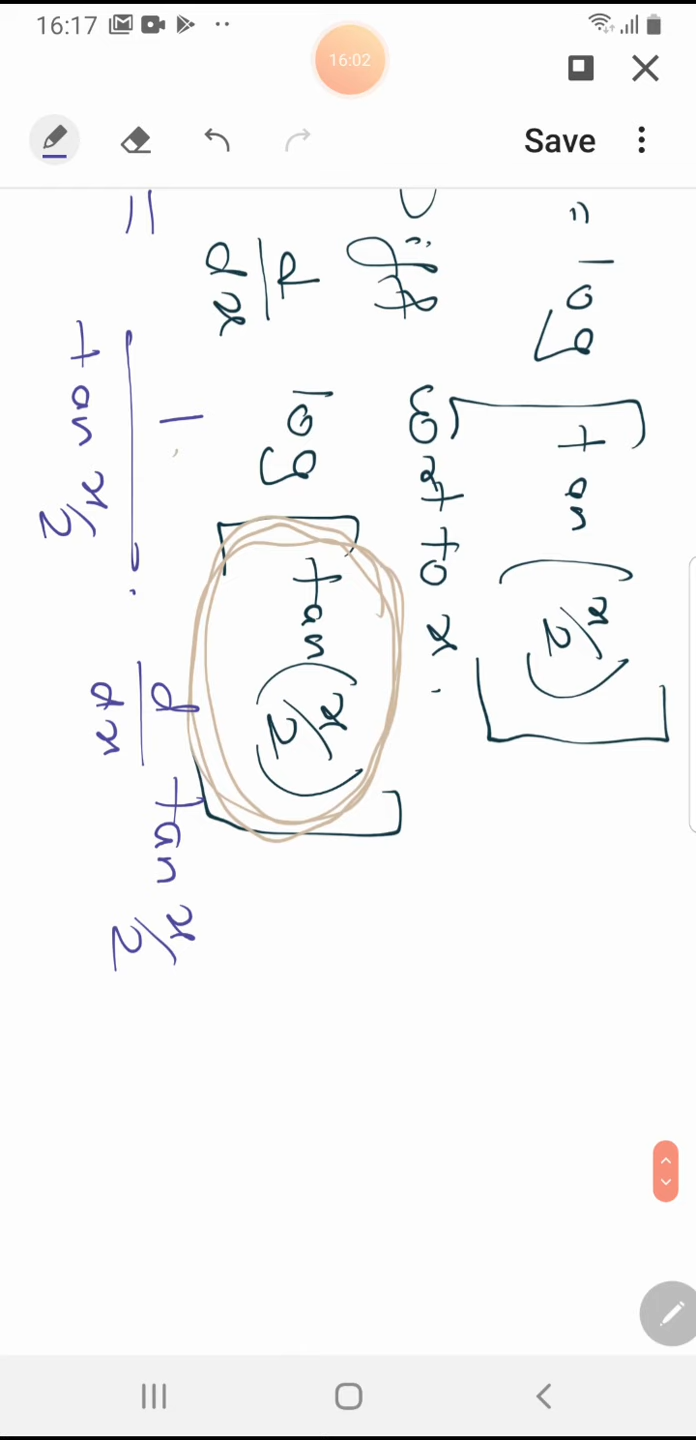 16:17
16:02
Save
= log [tan (x/2)]
Diff w.r.t to x.
d/dx log [tan (x/2)]
= 1/tan x/2 . d/dx tan x/2